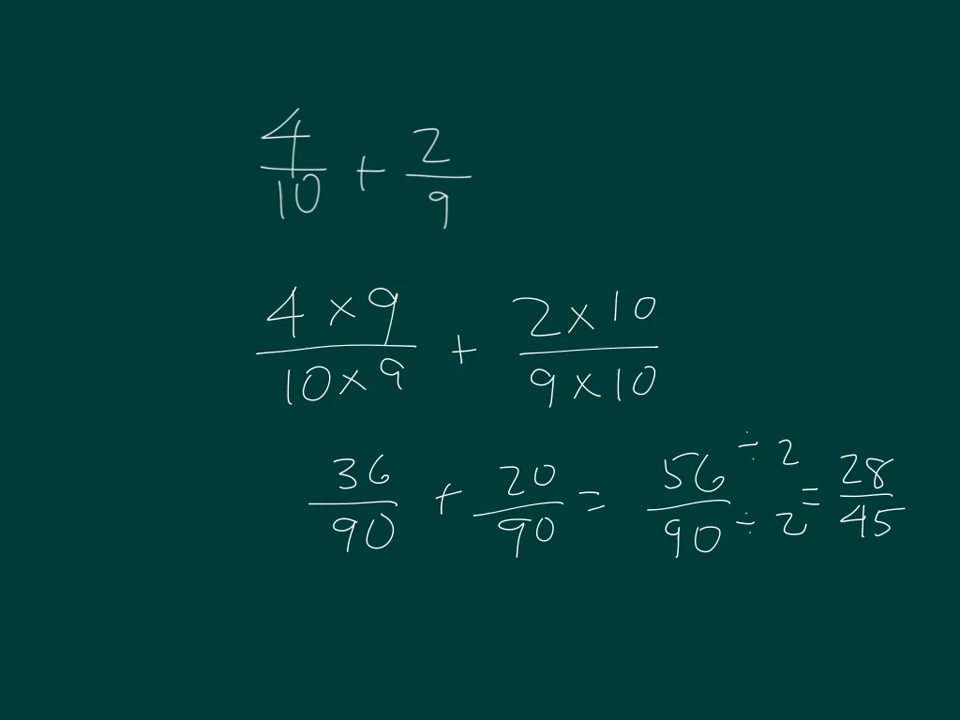 4/10 + 2/9
4 × 9/10 × 9 + 2 × 10/9 × 10
36/90 + 20/90 = 56 ÷ 2/90 ÷ 2 = 28/45